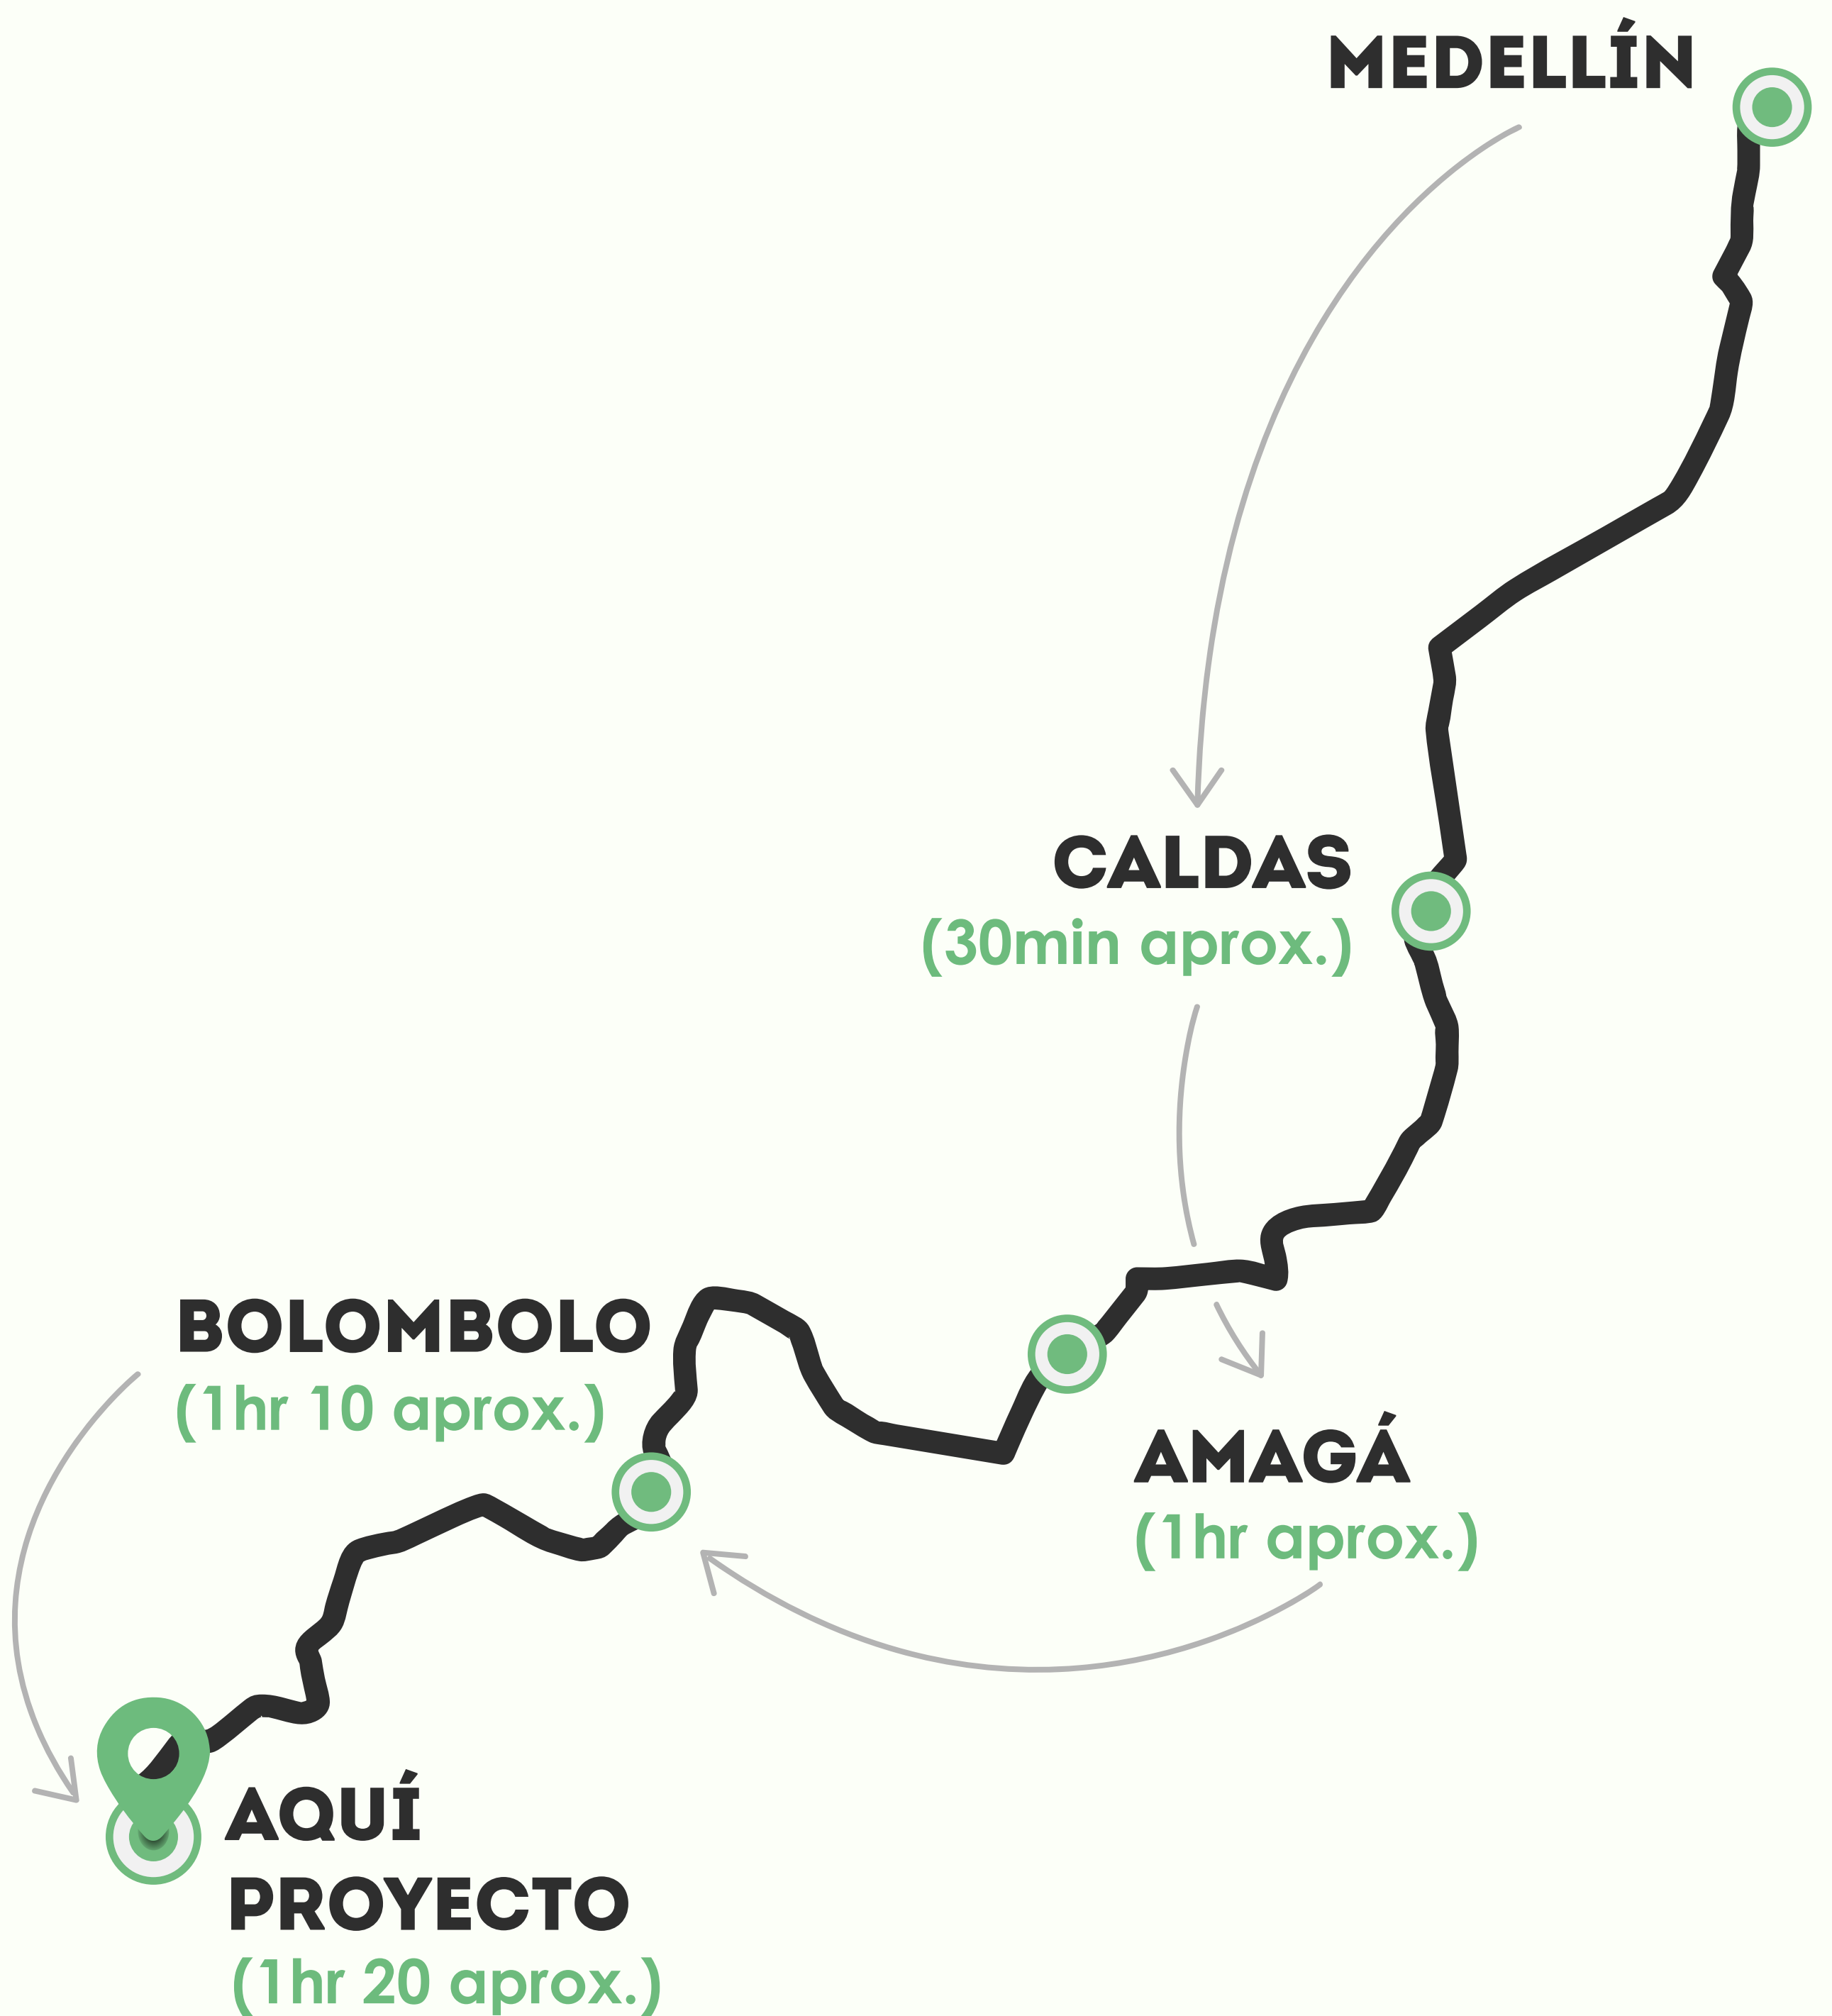 MEDELLÍN
CALDAS
(30min aprox.)
BOLOMBOLO
(1hr 10 aprox.)
AMAGÁ
(1hr aprox.)
AQUÍ
PROYECTO
(1hr 20 aprox.)